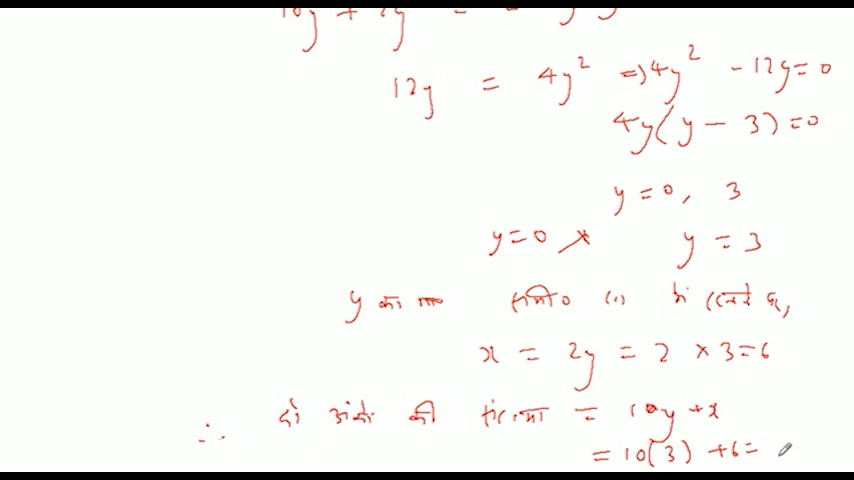 12y = 4y² ⇒ 4y² - 12y = 0
4y(y - 3) = 0
y = 0, 3
y = 0 × y = 3
y का मान समी० (1) में रखने पर,
x = 2y = 2 × 3 = 6
∴ दो अंको की संख्या = 10y + x
= 10(3) + 6 =